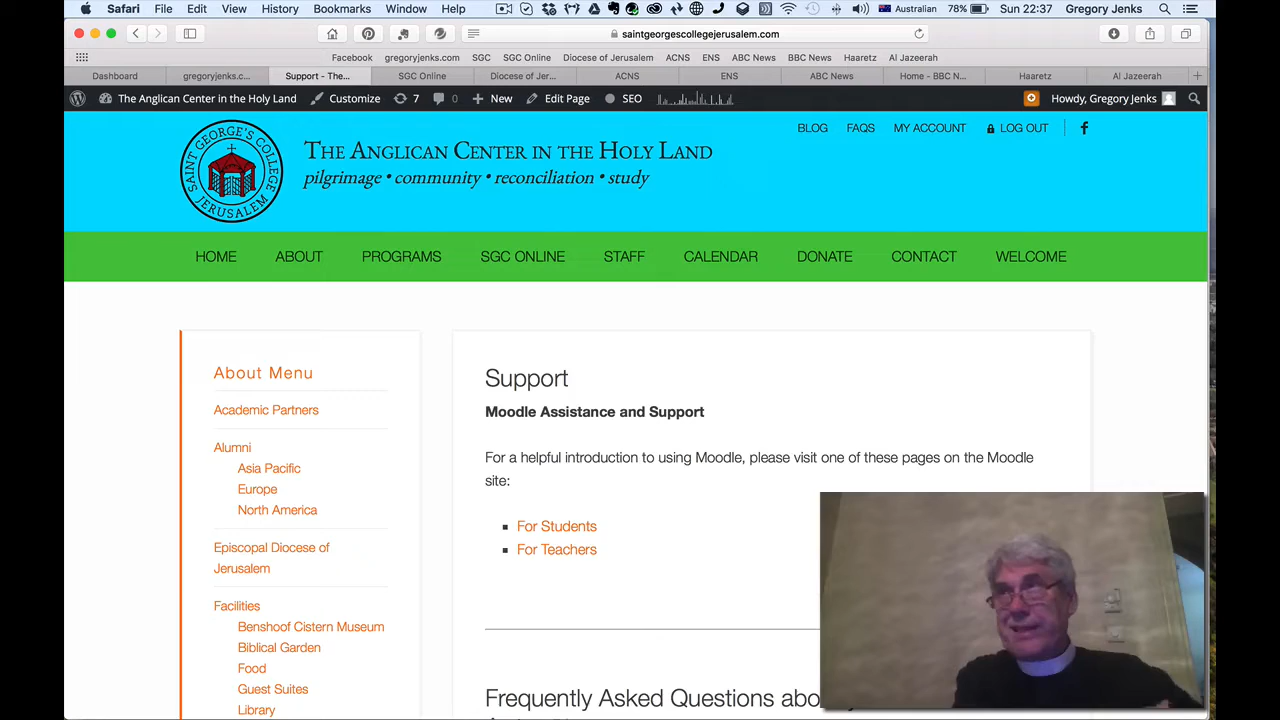 Safari File Edit View History Bookmarks Window Help Australian 78% Sun 22:37 Gregory Jenks
saintgeorgescollegejerusalem.com
Facebook gregoryjenks.com SGC SGC Online Diocese of Jerusalem ACNS ENS ABC News BBC News Haaretz Al Jazeerah
Dashboard gregoryjenks.c... Support - The... SGC Online Diocese of Jer... ACNS ENS ABC News Home - BBC N... Haaretz Al Jazeerah
The Anglican Center in the Holy Land Customize 7 0 New Edit Page SEO Howdy, Gregory Jenks
BLOG FAQS MY ACCOUNT LOG OUT
SAINT GEORGE'S COLLEGE JERUSALEM
The Anglican Center in the Holy Land
pilgrimage • community • reconciliation • study
HOME ABOUT PROGRAMS SGC ONLINE STAFF CALENDAR DONATE CONTACT WELCOME
About Menu
Academic Partners
Alumni
Asia Pacific
Europe
North America
Episcopal Diocese of
Jerusalem
Facilities
Benshoof Cistern Museum
Biblical Garden
Food
Guest Suites
Library
Support
Moodle Assistance and Support
For a helpful introduction to using Moodle, please visit one of these pages on the Moodle
site:
▪ For Students
▪ For Teachers
Frequently Asked Questions abo